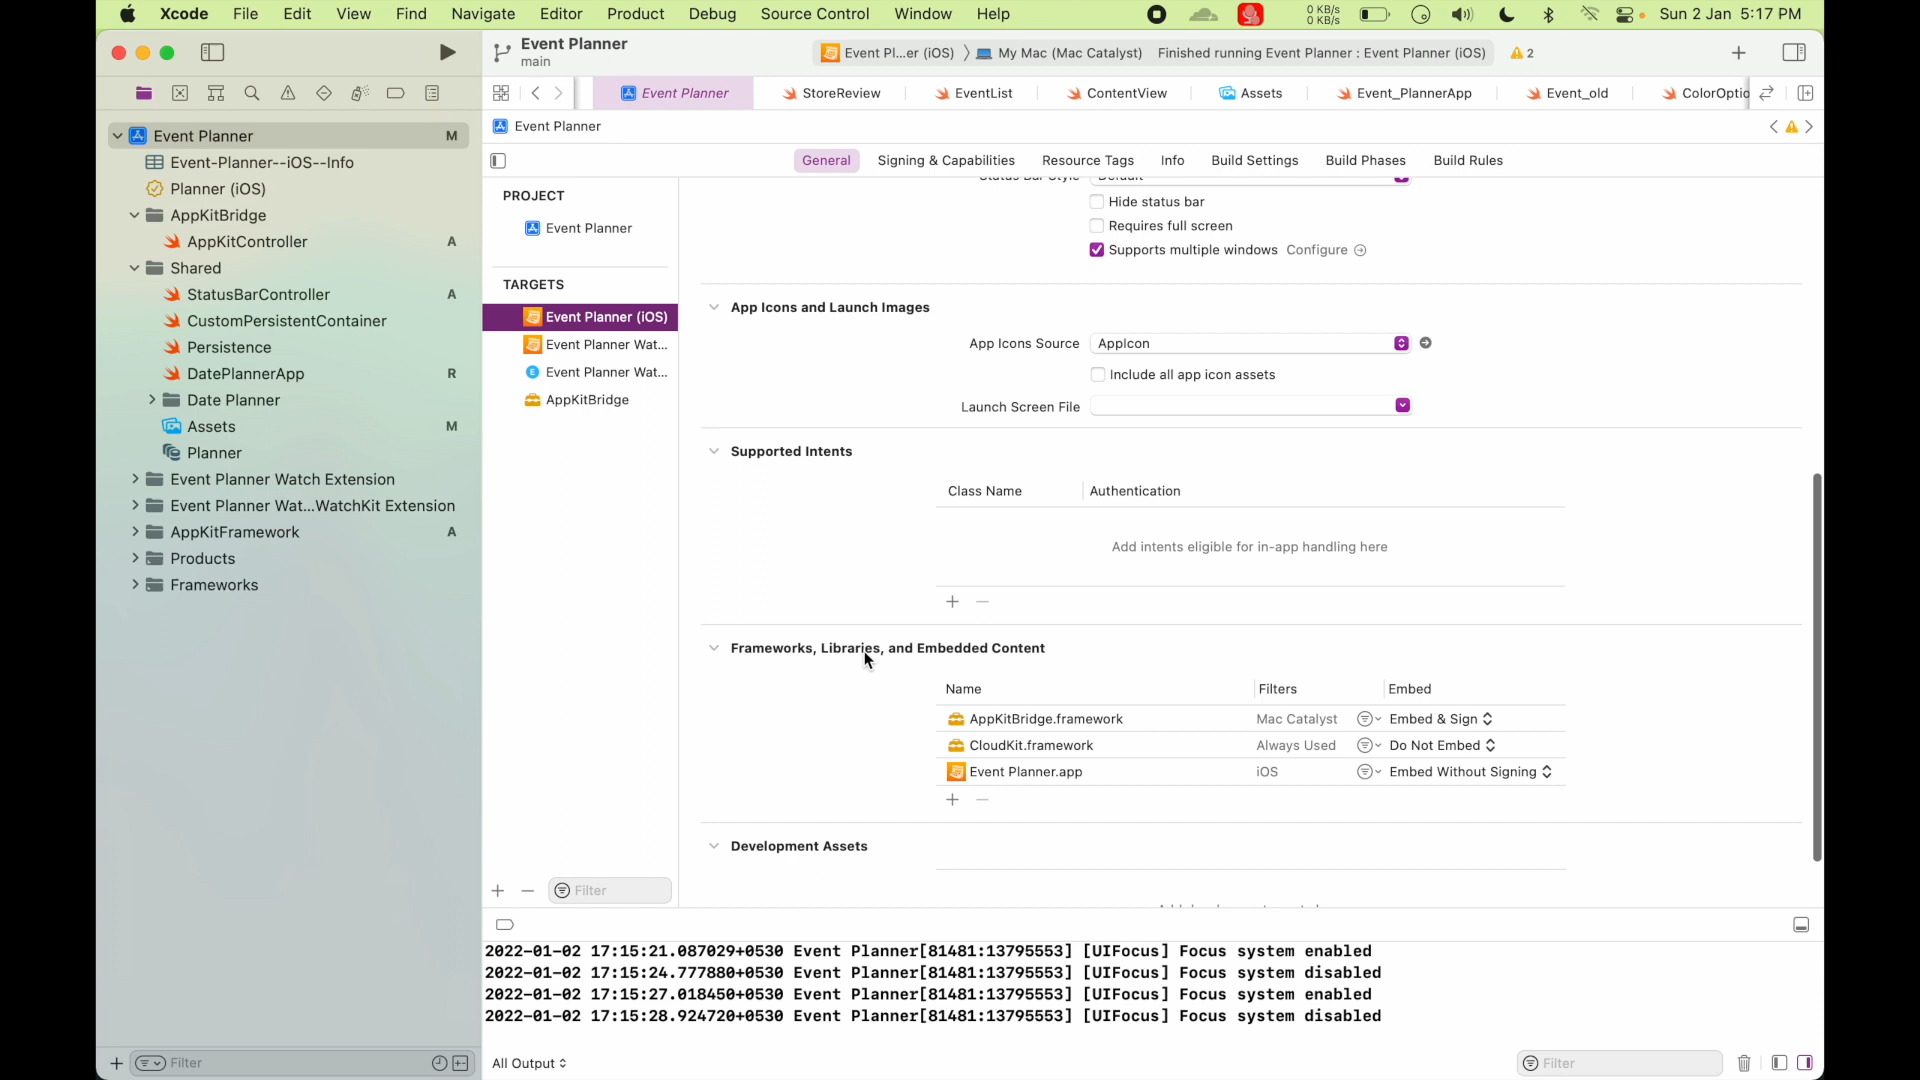 Xcode File Edit View Find Navigate Editor Product Debug Source Control Window Help
0 KB/s
0 KB/s
Sun 2 Jan 5:17 PM
Event Planner
main
Event Pl...er (iOS) My Mac (Mac Catalyst) Finished running Event Planner : Event Planner (iOS) 2
Event Planner StoreReview EventList ContentView Assets Event_PlannerApp Event_old ColorOptio
Event Planner
General Signing & Capabilities Resource Tags Info Build Settings Build Phases Build Rules
Event Planner M
Event-Planner--iOS--Info
Planner (iOS)
AppKitBridge
AppKitController A
Shared
StatusBarController A
CustomPersistentContainer
Persistence
DatePlannerApp R
Date Planner
Assets M
Planner
Event Planner Watch Extension
Event Planner Wat...WatchKit Extension
AppKitFramework A
Products
Frameworks
Filter
PROJECT
Event Planner
TARGETS
Event Planner (iOS)
Event Planner Wat...
Event Planner Wat...
AppKitBridge
Filter
Status Bar Style Default
Hide status bar
Requires full screen
Supports multiple windows Configure
App Icons and Launch Images
App Icons Source AppIcon
Include all app icon assets
Launch Screen File
Supported Intents
Class Name Authentication
Add intents eligible for in-app handling here
Frameworks, Libraries, and Embedded Content
Name Filters Embed
AppKitBridge.framework Mac Catalyst Embed & Sign
CloudKit.framework Always Used Do Not Embed
Event Planner.app iOS Embed Without Signing
Development Assets
2022-01-02 17:15:21.087029+0530 Event Planner[81481:13795553] [UIFocus] Focus system enabled
2022-01-02 17:15:24.777880+0530 Event Planner[81481:13795553] [UIFocus] Focus system disabled
2022-01-02 17:15:27.018450+0530 Event Planner[81481:13795553] [UIFocus] Focus system enabled
2022-01-02 17:15:28.924720+0530 Event Planner[81481:13795553] [UIFocus] Focus system disabled
All Output
Filter